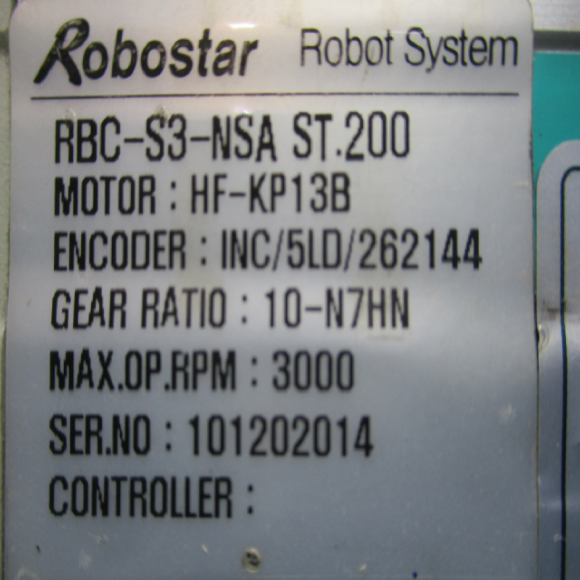 Robostar Robot System
RBC-S3-NSA ST.200
MOTOR : HF-KP13B
ENCODER : INC/5LD/262144
GEAR RATIO : 10-N7HN
MAX.OP.RPM : 3000
SER.NO : 101202014
CONTROLLER :